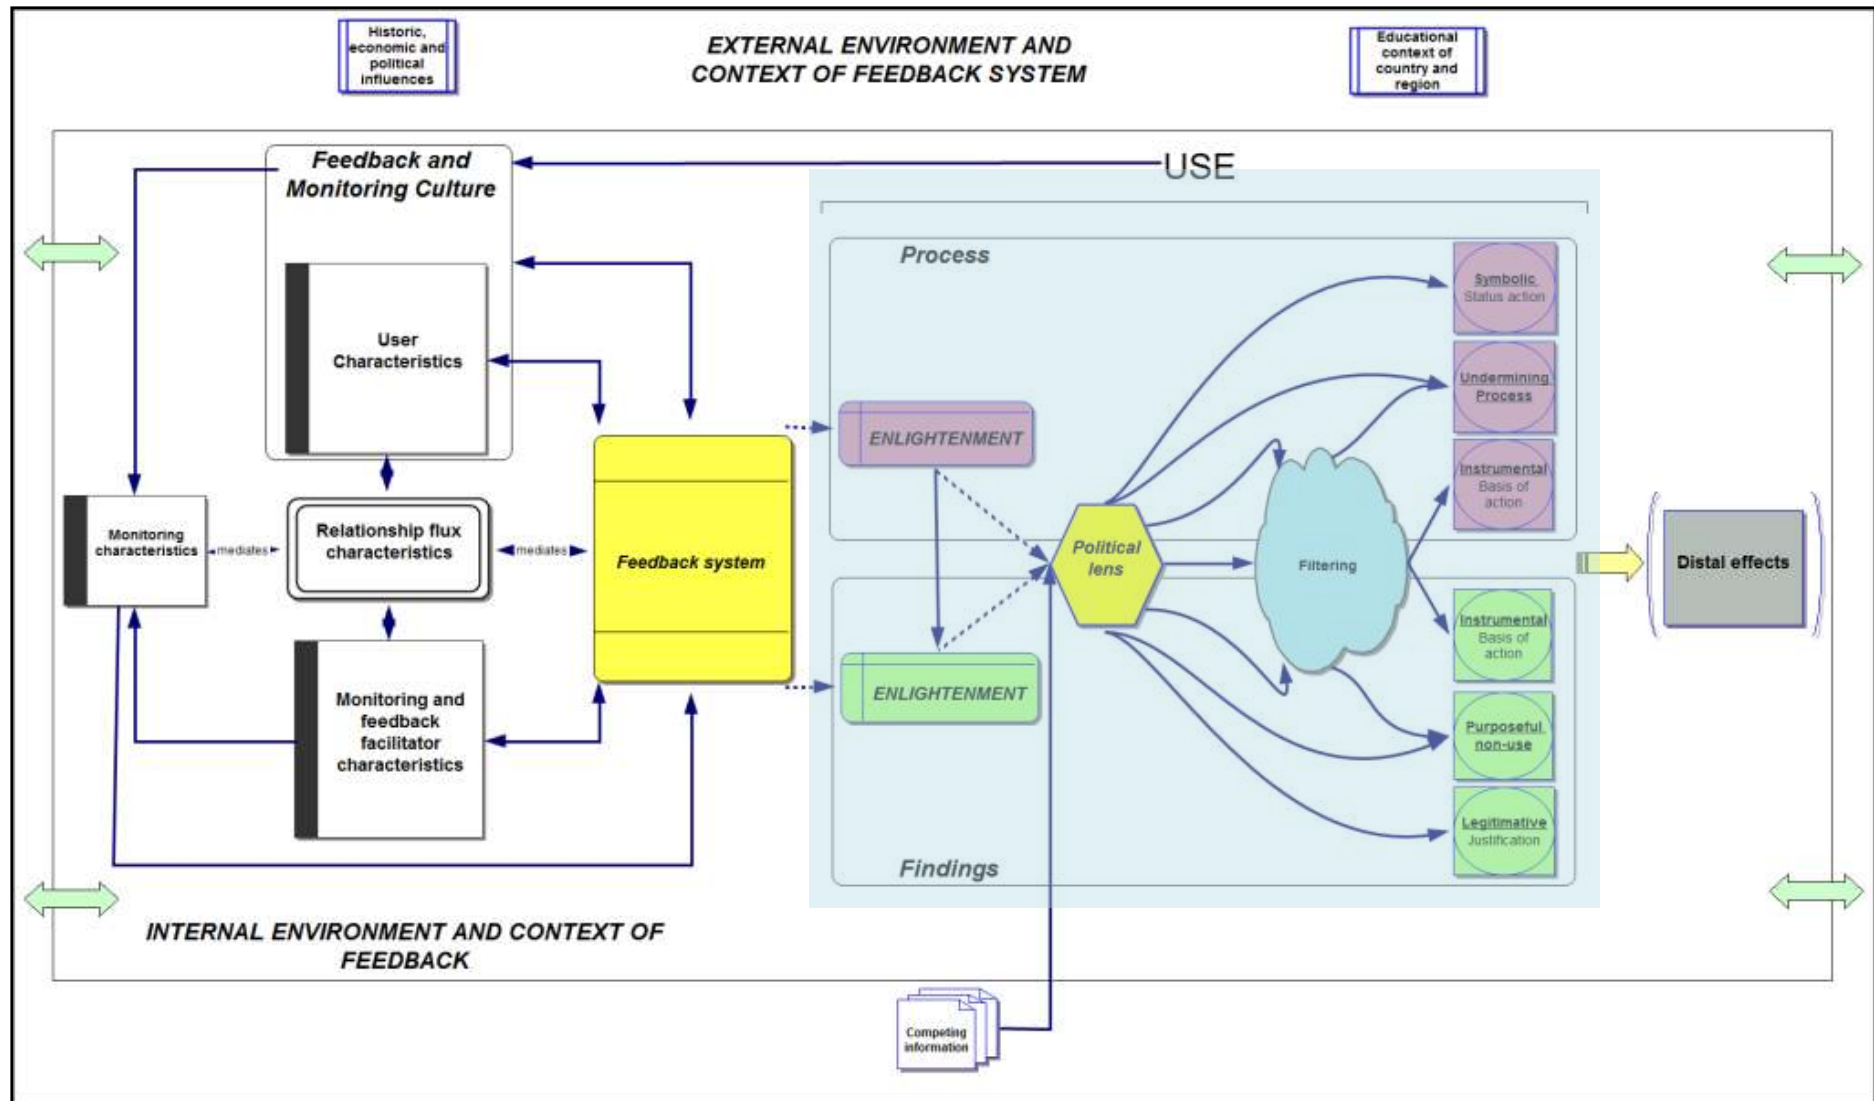 Historic,
economic and
political
influences
EXTERNAL ENVIRONMENT AND
CONTEXT OF FEEDBACK SYSTEM
Educational
context of
country and
region
Feedback and
Monitoring Culture
USE
User
Characteristics
Monitoring
characteristics
mediates
Relationship flux
characteristics
mediates
Feedback system
Monitoring and
feedback
facilitator
characteristics
Process
ENLIGHTENMENT
ENLIGHTENMENT
Political
lens
Filtering
Symbolic
Status action
Undermining
Process
Instrumental
Basis of
action
Instrumental
Basis of
action
Purposeful
non-use
Legitimative
Justification
Findings
Distal effects
INTERNAL ENVIRONMENT AND CONTEXT OF
FEEDBACK
Competing
information